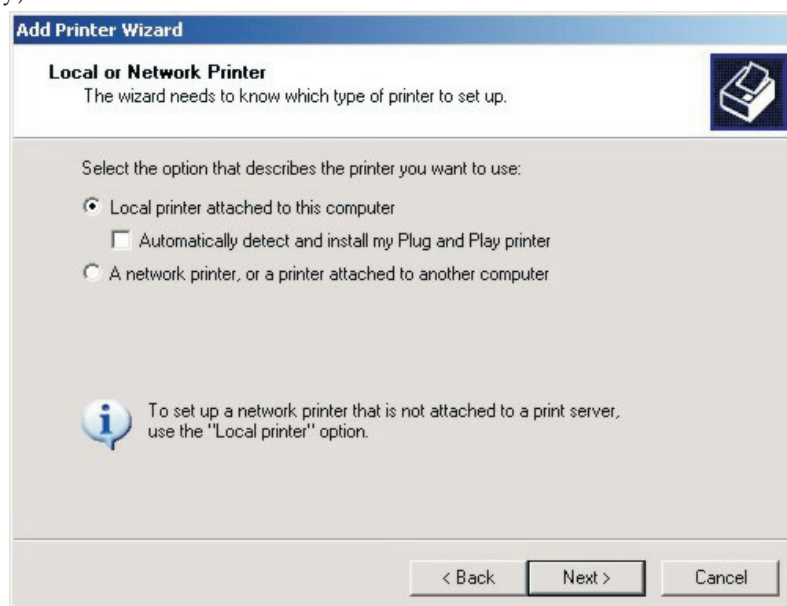 y)
Add Printer Wizard
Local or Network Printer
The wizard needs to know which type of printer to set up.
Select the option that describes the printer you want to use:
Local printer attached to this computer
Automatically detect and install my Plug and Play printer
A network printer, or a printer attached to another computer
To set up a network printer that is not attached to a print server,
use the "Local printer" option.
< Back Next > Cancel